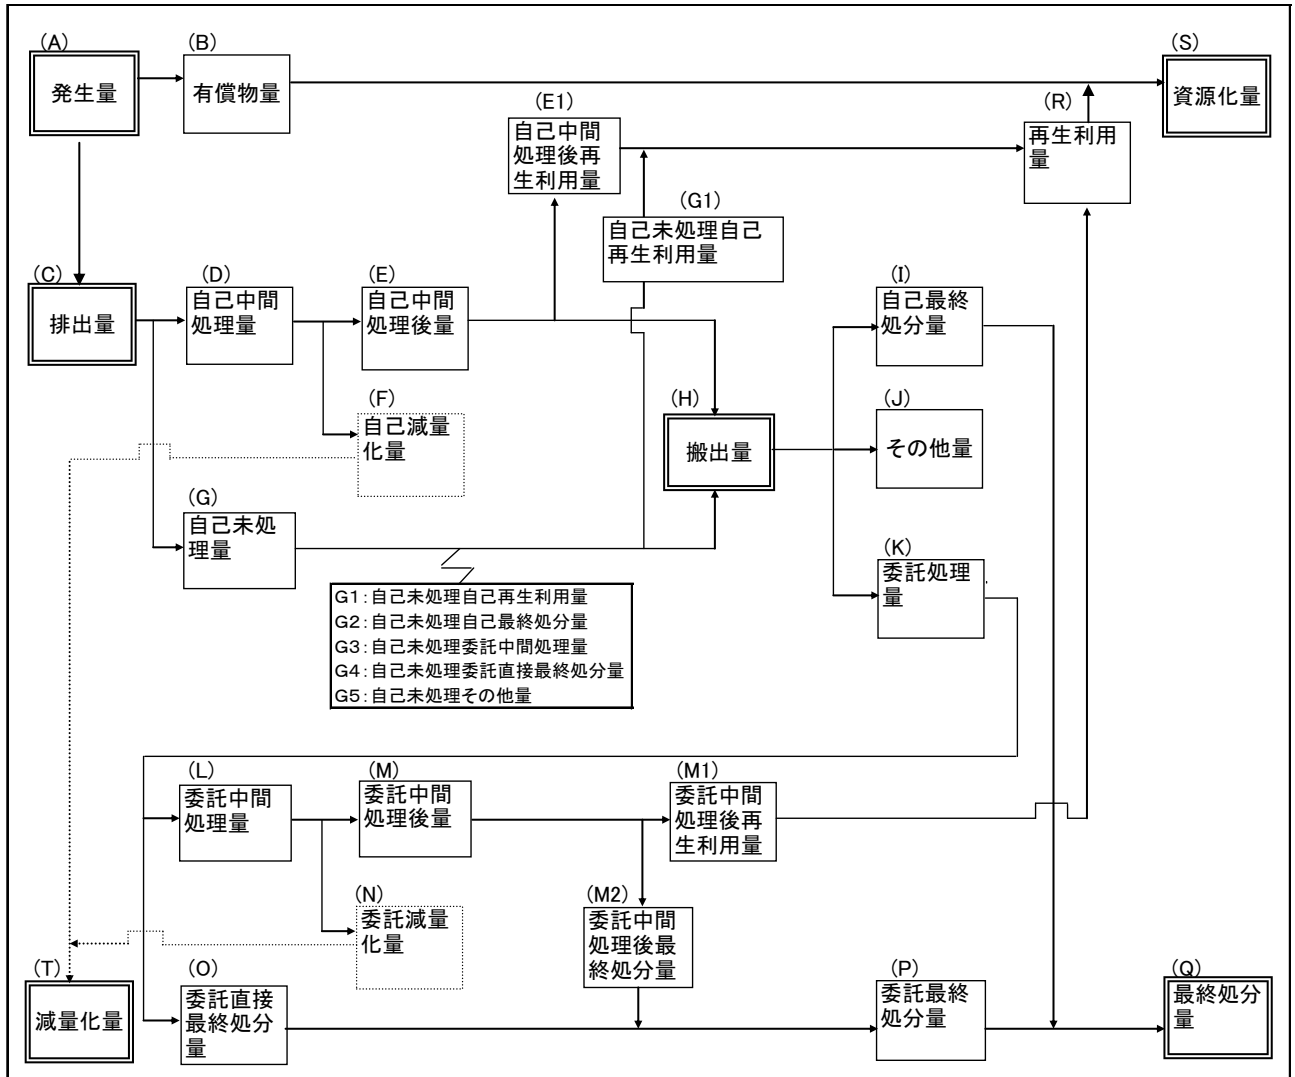 (A)
発生量
(B)
有償物量
(S)
資源化量
(E1)
自己中間
処理後再
生利用量
(R)
再生利用
量
(G1)
自己未処理自己
再生利用量
(C)
排出量
(D)
自己中間
処理量
(E)
自己中間
処理後量
(I)
自己最終
処分量
(F)
自己減量
化量
(H)
搬出量
(J)
その他量
(G)
自己未処
理量
(K)
委託処理
量
G1:自己未処理自己再生利用量
G2:自己未処理自己最終処分量
G3:自己未処理委託中間処理量
G4:自己未処理委託直接最終処分量
G5:自己未処理その他量
(L)
委託中間
処理量
(M)
委託中間
処理後量
(M1)
委託中間
処理後再
生利用量
(N)
委託減量
化量
(M2)
委託中間
処理後最
終処分量
(T)
減量化量
(O)
委託直接
最終処分
量
(P)
委託最終
処分量
(Q)
最終処分
量